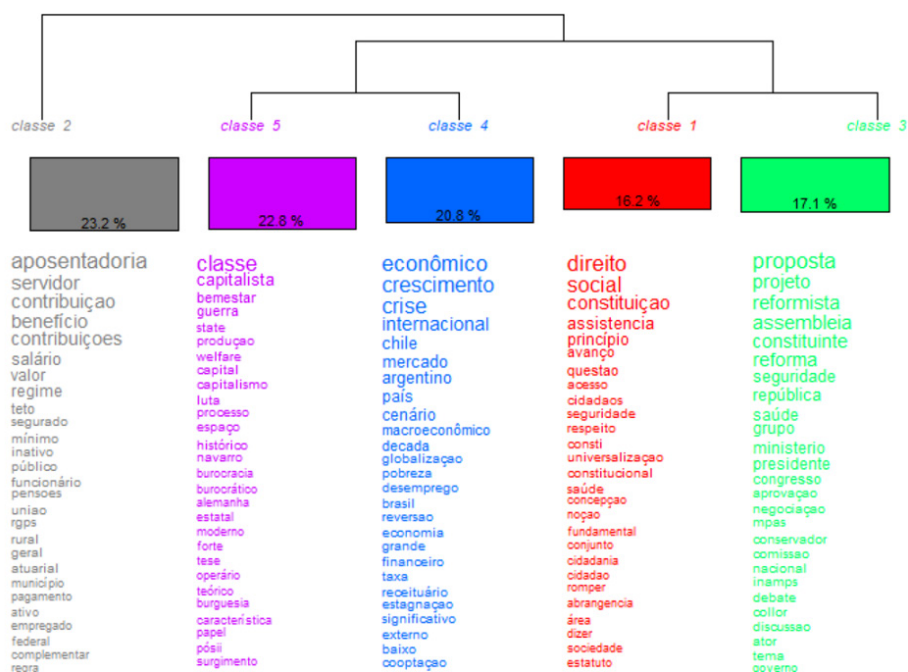 classe 2
classe 5
classe 4
classe 1
classe 3
23.2 %
22.8 %
20.8 %
16.2 %
17.1 %
aposentadoria
servidor
contribuiçao
benefício
contribuiçoes
salário
valor
regime
teto
segurado
mínimo
inativo
público
funcionário
pensoes
uniao
rgps
rural
geral
atuarial
município
pagamento
ativo
empregado
federal
complementar
regra
classe
capitalista
bemestar
guerra
state
produçao
welfare
capital
capitalismo
luta
processo
espaço
histórico
navarro
burocracia
burocrático
alemanha
estatal
moderno
forte
tese
operário
teórico
burguesia
característica
papel
pósii
surgimento
econômico
crescimento
crise
internacional
chile
mercado
argentino
país
cenário
macroeconômico
decada
globalizaçao
pobreza
desemprego
brasil
reversao
economia
grande
financeiro
taxa
receituário
estagnaçao
significativo
externo
baixo
cooptaçao
direito
social
constituiçao
assistencia
princípio
avanço
questao
acesso
cidadaos
seguridade
respeito
consti
universalizaçao
constitucional
saúde
concepçao
noçao
fundamental
conjunto
cidadania
cidadao
romper
abrangencia
área
dizer
sociedade
estatuto
proposta
projeto
reformista
assembleia
constituinte
reforma
seguridade
república
saúde
grupo
ministerio
presidente
congresso
aprovaçao
negociaçao
mpas
conservador
comissao
nacional
inamps
debate
collor
discussao
ator
tema
governo